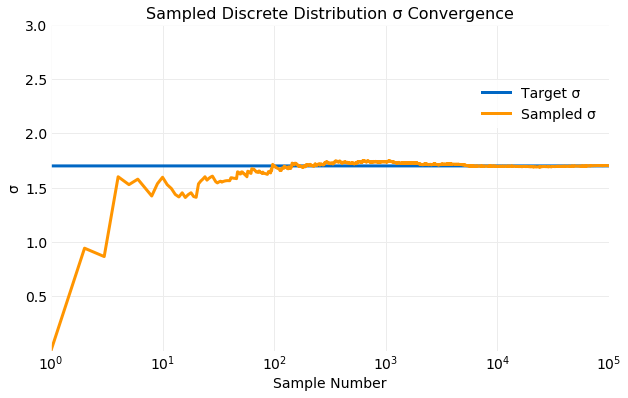 Sampled Discrete Distribution σ Convergence
3.0
2.5
2.0
1.5
1.0
0.5
σ
Target σ
Sampled σ
10⁰ 10¹ 10² 10³ 10⁴ 10⁵
Sample Number